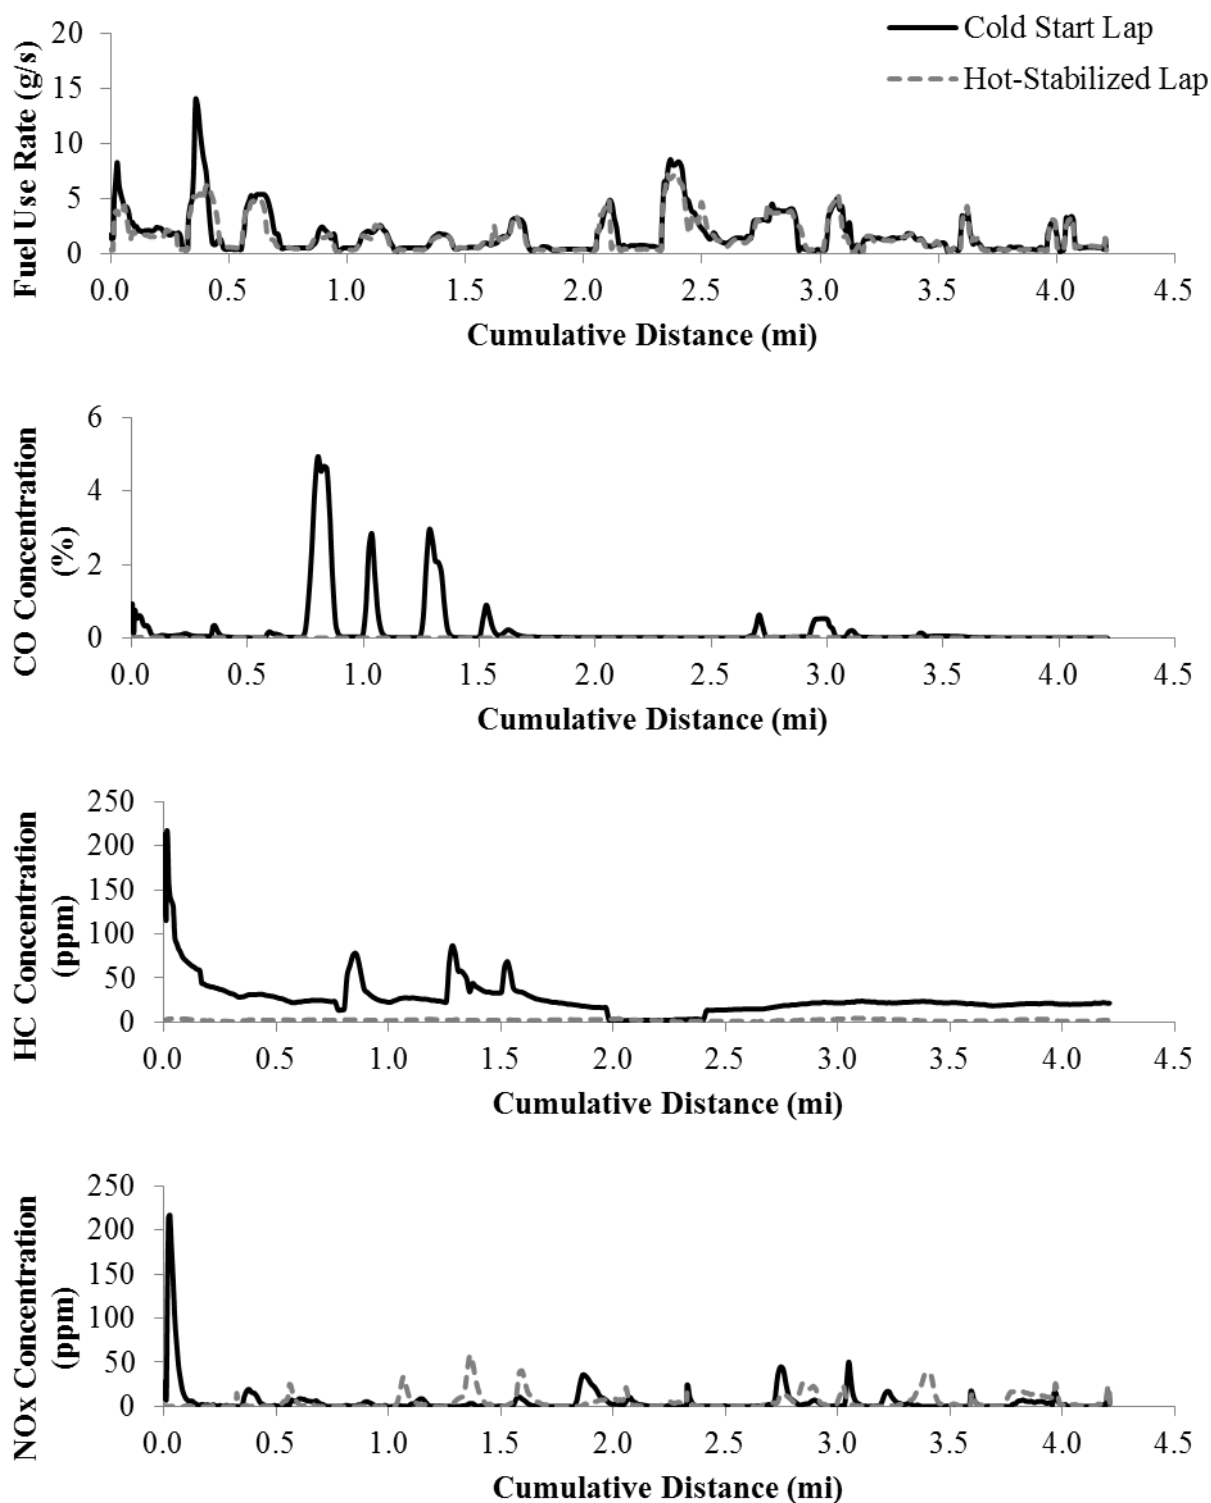 Cold Start Lap
Hot-Stabilized Lap
Fuel Use Rate (g/s)
20
15
10
5
0
0.0 0.5 1.0 1.5 2.0 2.5 3.0 3.5 4.0 4.5
Cumulative Distance (mi)
CO Concentration
(%)
6
4
2
0
0.0 0.5 1.0 1.5 2.0 2.5 3.0 3.5 4.0 4.5
Cumulative Distance (mi)
HC Concentration
(ppm)
250
200
150
100
50
0
0.0 0.5 1.0 1.5 2.0 2.5 3.0 3.5 4.0 4.5
Cumulative Distance (mi)
NOx Concentration
(ppm)
250
200
150
100
50
0
0.0 0.5 1.0 1.5 2.0 2.5 3.0 3.5 4.0 4.5
Cumulative Distance (mi)